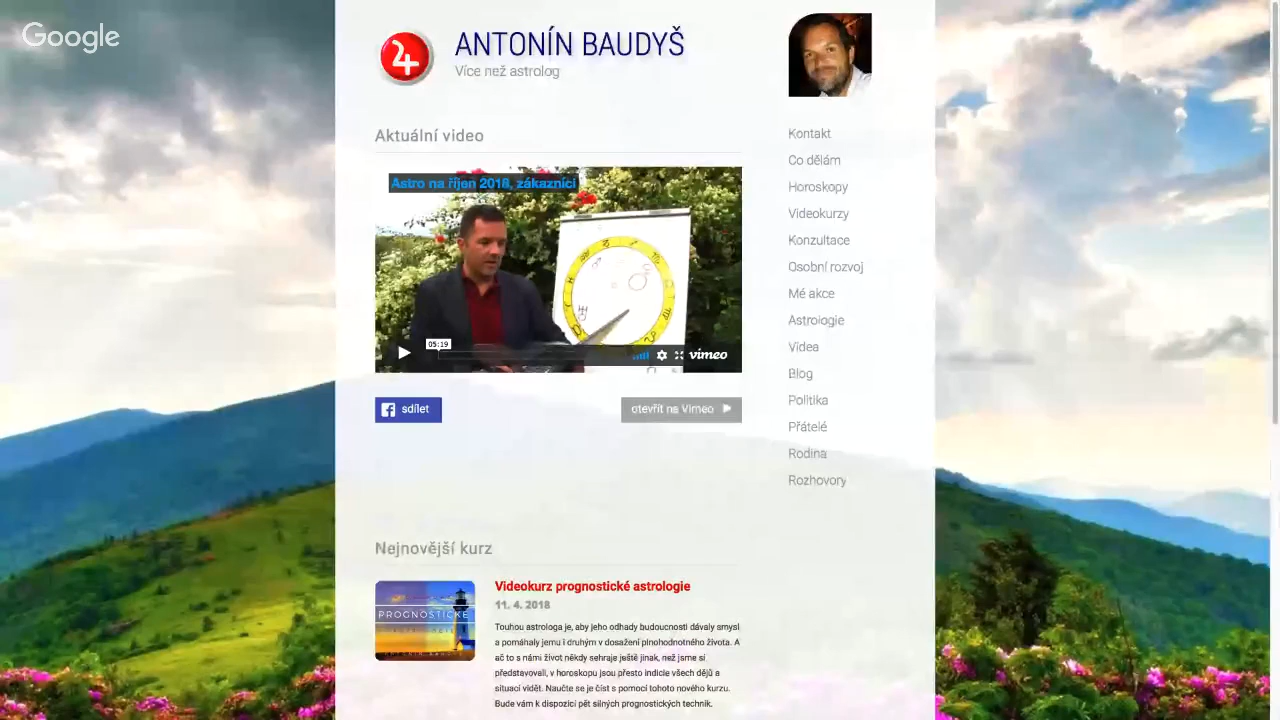 Google
ANTONÍN BAUDYŠ
Více než astrolog
Aktuální video
Astro na říjen 2018, zákazníci
05:19
vimeo
sdílet
otevřít na Vimeo
Kontakt
Co dělám
Horoskopy
Videokurzy
Konzultace
Osobní rozvoj
Mé akce
Astrologie
Videa
Blog
Politika
Přátelé
Rodina
Rozhovory
Nejnovější kurz
PROGNOSTICKÉ
Videokurz prognostické astrologie
11. 4. 2018
Touhou astrologa je, aby jeho odhady budoucnosti dávaly smysl
a pomáhaly jemu i druhým v dosažení plnohodnotného života. A
ač to s námi život někdy sehraje ještě jinak, než jsme si
představovali, v horoskopu jsou přesto indicie všech dějů a
situací vidět. Naučte se je číst s pomocí tohoto nového kurzu.
Bude vám k dispozici pět silných prognostických technik.